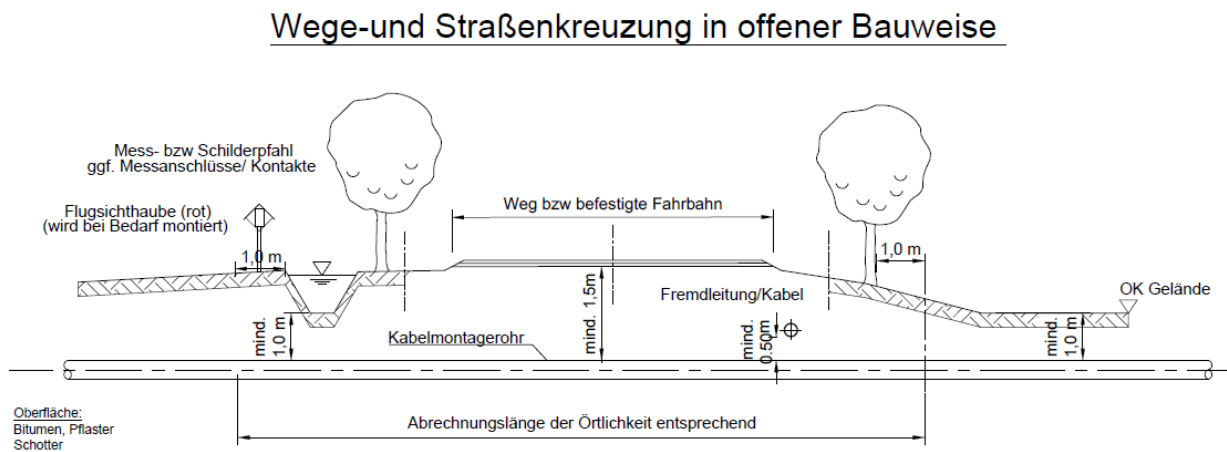 Wege-und Straßenkreuzung in offener Bauweise
Mess- bzw Schilderpfahl
ggf. Messanschlüsse/ Kontakte
Flugsichthaube (rot)
(wird bei Bedarf montiert)
Weg bzw befestigte Fahrbahn
1,0 m
1,0 m
mind. 1,5m
Fremdleitung/Kabel
OK Gelände
mind.
1,0 m
Kabelmontagerohr
mind.
0.50m
mind.
1,0 m
Oberfläche:
Bitumen, Pflaster
Schotter
Abrechnungslänge der Örtlichkeit entsprechend